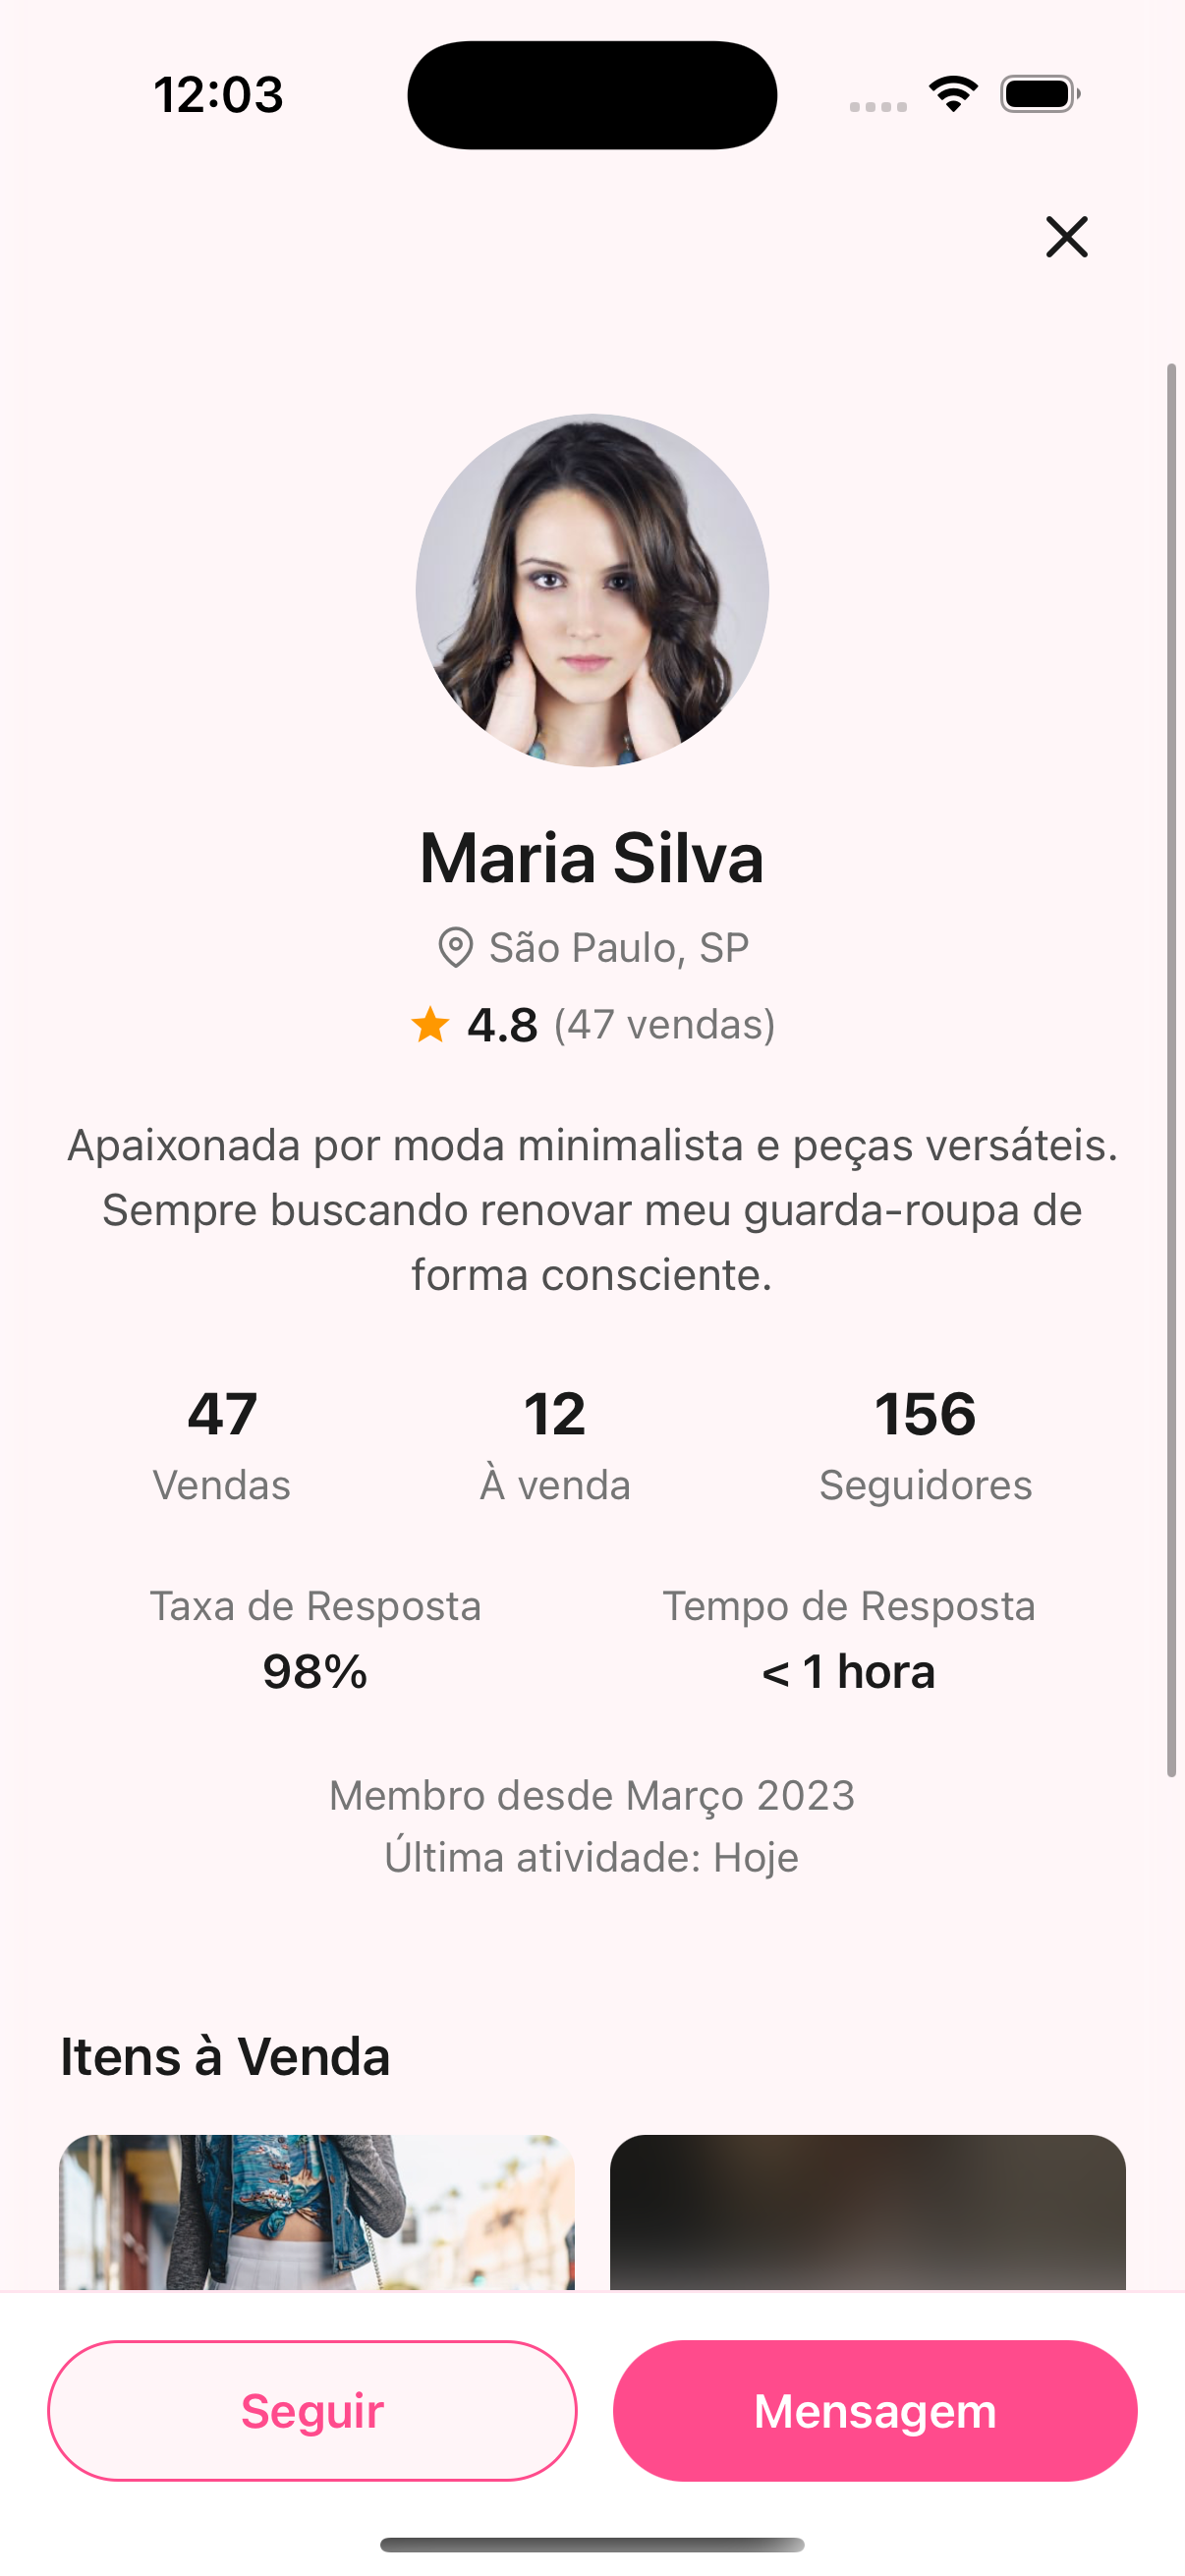 12:03
Maria Silva
São Paulo, SP
4.8 (47 vendas)
Apaixonada por moda minimalista e peças versáteis.
Sempre buscando renovar meu guarda-roupa de
forma consciente.
47 12 156
Vendas À venda Seguidores
Taxa de Resposta Tempo de Resposta
98% < 1 hora
Membro desde Março 2023
Última atividade: Hoje
Itens à Venda
Seguir Mensagem